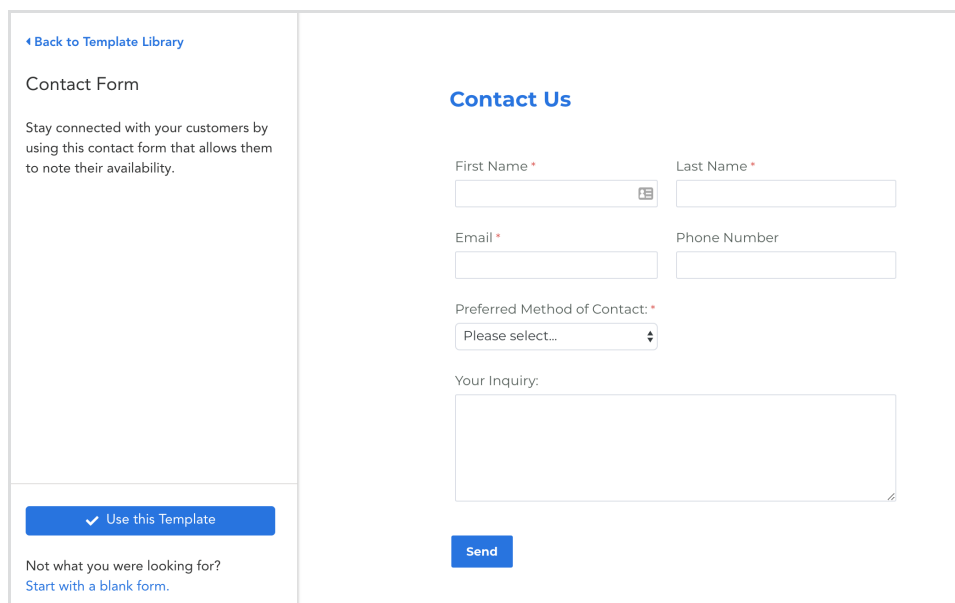 Back to Template Library
Contact Form
Stay connected with your customers by
using this contact form that allows them
to note their availability.
Use this Template
Not what you were looking for?
Start with a blank form.
Contact Us
First Name * Last Name *
Email * Phone Number
Preferred Method of Contact: *
Please select...
Your Inquiry:
Send